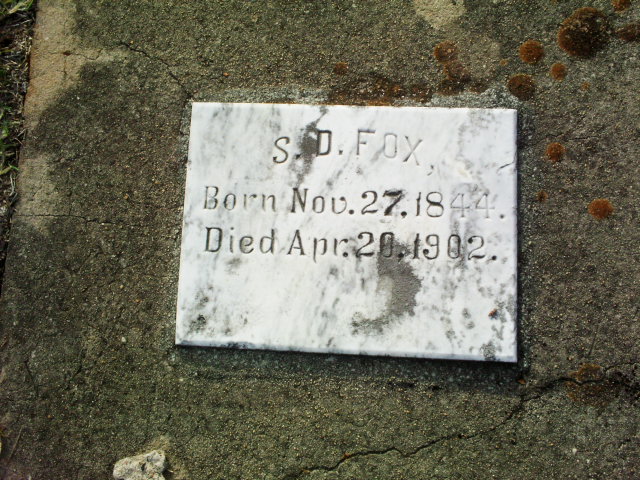 S. D. FOX,
Born Nov. 27, 1844.
Died Apr. 20, 1902.